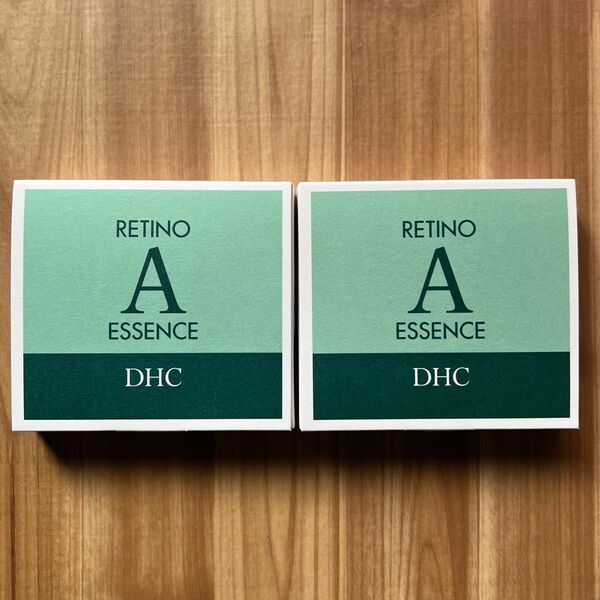 RETINO
A
ESSENCE
DHC
RETINO
A
ESSENCE
DHC